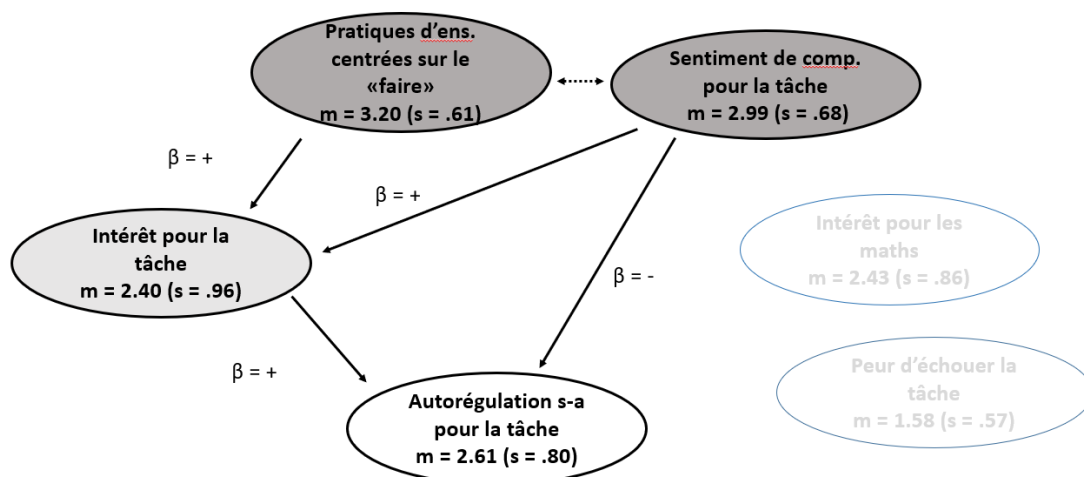 Pratiques d'ens.
centrées sur le
«faire»
m = 3.20 (s = .61)
Sentiment de comp.
pour la tâche
m = 2.99 (s = .68)
β = +
β = +
Intérêt pour la
tâche
m = 2.40 (s = .96)
Intérêt pour les
maths
m = 2.43 (s = .86)
β = -
β = +
Peur d'échouer la
tâche
m = 1.58 (s = .57)
Autorégulation s-a
pour la tâche
m = 2.61 (s = .80)